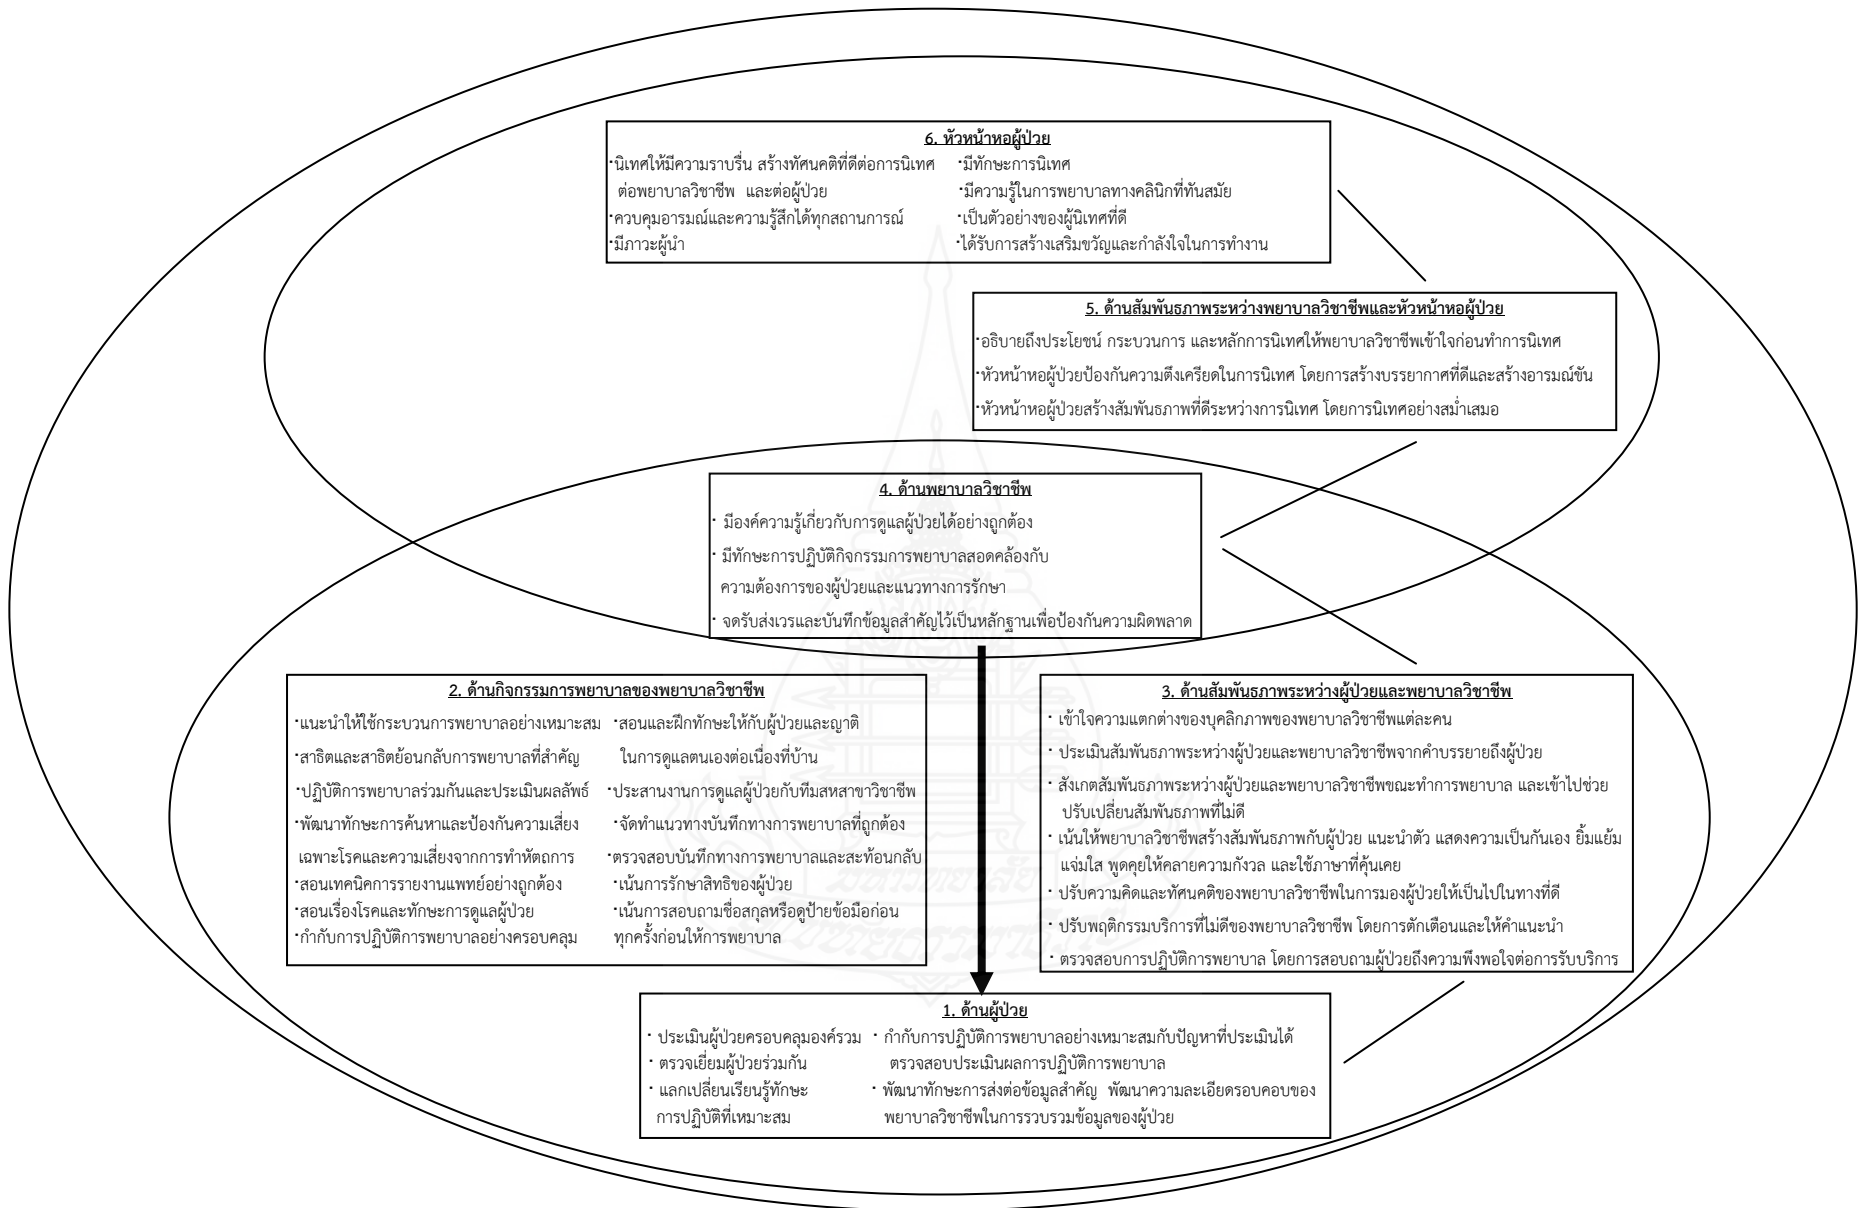 6. หัวหน้าหอผู้ป่วย
·นิเทศให้มีความราบรื่น สร้างทัศนคติที่ดีต่อการนิเทศ
ต่อพยาบาลวิชาชีพ และต่อผู้ป่วย
·ควบคุมอารมณ์และความรู้สึกได้ทุกสถานการณ์
·มีภาวะผู้นำ
·มีทักษะการนิเทศ
·มีความรู้ในการพยาบาลทางคลินิกที่ทันสมัย
·เป็นตัวอย่างของผู้นิเทศที่ดี
·ได้รับการสร้างเสริมขวัญและกำลังใจในการทำงาน
5. ด้านสัมพันธภาพระหว่างพยาบาลวิชาชีพและหัวหน้าหอผู้ป่วย
·อธิบายถึงประโยชน์ กระบวนการ และหลักการนิเทศให้พยาบาลวิชาชีพเข้าใจก่อนทำการนิเทศ
·หัวหน้าหอผู้ป่วยป้องกันความตึงเครียดในการนิเทศ โดยการสร้างบรรยากาศที่ดีและสร้างอารมณ์ขัน
·หัวหน้าหอผู้ป่วยสร้างสัมพันธภาพที่ดีระหว่างการนิเทศ โดยการนิเทศอย่างสม่ำเสมอ
4. ด้านพยาบาลวิชาชีพ
· มีองค์ความรู้เกี่ยวกับการดูแลผู้ป่วยได้อย่างถูกต้อง
· มีทักษะการปฏิบัติกิจกรรมการพยาบาลสอดคล้องกับ
ความต้องการของผู้ป่วยและแนวทางการรักษา
· จดรับส่งเวรและบันทึกข้อมูลสำคัญไว้เป็นหลักฐานเพื่อป้องกันความผิดพลาด
2. ด้านกิจกรรมการพยาบาลของพยาบาลวิชาชีพ
·แนะนำให้ใช้กระบวนการพยาบาลอย่างเหมาะสม
·สาธิตและสาธิตย้อนกลับการพยาบาลที่สำคัญ
·ปฏิบัติการพยาบาลร่วมกันและประเมินผลลัพธ์
·พัฒนาทักษะการค้นหาและป้องกันความเสี่ยง
เฉพาะโรคและความเสี่ยงจากการทำหัตถการ
·สอนเทคนิคการรายงานแพทย์อย่างถูกต้อง
·สอนเรื่องโรคและทักษะการดูแลผู้ป่วย
·กำกับการปฏิบัติการพยาบาลอย่างครอบคลุม
·สอนและฝึกทักษะให้กับผู้ป่วยและญาติ
ในการดูแลตนเองต่อเนื่องที่บ้าน
·ประสานงานการดูแลผู้ป่วยกับทีมสหสาขาวิชาชีพ
·จัดทำแนวทางบันทึกทางการพยาบาลที่ถูกต้อง
·ตรวจสอบบันทึกทางการพยาบาลและสะท้อนกลับ
·เน้นการรักษาสิทธิของผู้ป่วย
·เน้นการสอบถามชื่อสกุลหรือดูป้ายข้อมือก่อน
ทุกครั้งก่อนให้การพยาบาล
3. ด้านสัมพันธภาพระหว่างผู้ป่วยและพยาบาลวิชาชีพ
· เข้าใจความแตกต่างของบุคลิกภาพของพยาบาลวิชาชีพแต่ละคน
· ประเมินสัมพันธภาพระหว่างผู้ป่วยและพยาบาลวิชาชีพจากคำบรรยายถึงผู้ป่วย
· สังเกตสัมพันธภาพระหว่างผู้ป่วยและพยาบาลวิชาชีพขณะทำการพยาบาล และเข้าไปช่วย
ปรับเปลี่ยนสัมพันธภาพที่ไม่ดี
· เน้นให้พยาบาลวิชาชีพสร้างสัมพันธภาพกับผู้ป่วย แนะนำตัว แสดงความเป็นกันเอง ยิ้มแย้ม
แจ่มใส พูดคุยให้คลายความกังวล และใช้ภาษาที่คุ้นเคย
· ปรับความคิดและทัศนคติของพยาบาลวิชาชีพในการมองผู้ป่วยให้เป็นไปในทางที่ดี
· ปรับพฤติกรรมบริการที่ไม่ดีของพยาบาลวิชาชีพ โดยการตักเตือนและให้คำแนะนำ
· ตรวจสอบการปฏิบัติการพยาบาล โดยการสอบถามผู้ป่วยถึงความพึงพอใจต่อการรับบริการ
1. ด้านผู้ป่วย
· ประเมินผู้ป่วยครอบคลุมองค์รวม
· ตรวจเยี่ยมผู้ป่วยร่วมกัน
· แลกเปลี่ยนเรียนรู้ทักษะ
การปฏิบัติที่เหมาะสม
· กำกับการปฏิบัติการพยาบาลอย่างเหมาะสมกับปัญหาที่ประเมินได้
ตรวจสอบประเมินผลการปฏิบัติการพยาบาล
· พัฒนาทักษะการส่งต่อข้อมูลสำคัญ พัฒนาความละเอียดรอบคอบของ
พยาบาลวิชาชีพในการรวบรวมข้อมูลของผู้ป่วย